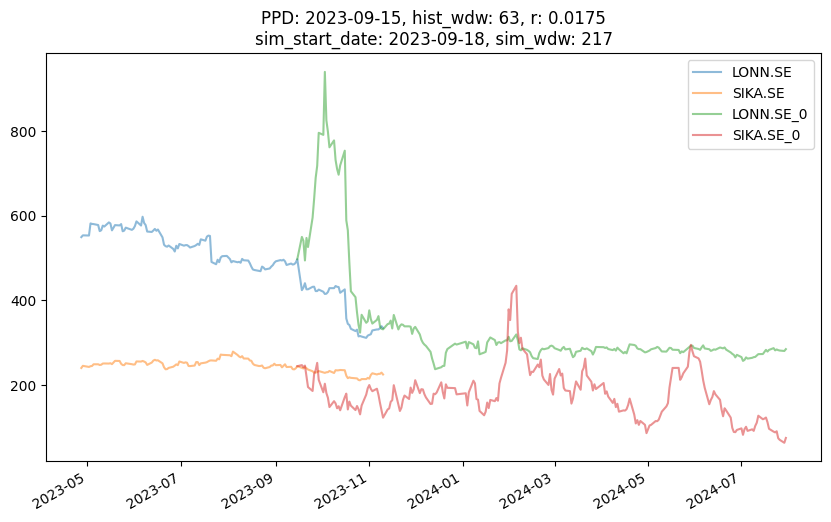 PPD: 2023-09-15, hist_wdw: 63, r: 0.0175
sim_start_date: 2023-09-18, sim_wdw: 217
LONN.SE
SIKA.SE
LONN.SE_0
SIKA.SE_0
800
600
400
200
2023-05
2023-07
2023-09
2023-11
2024-01
2024-03
2024-05
2024-07